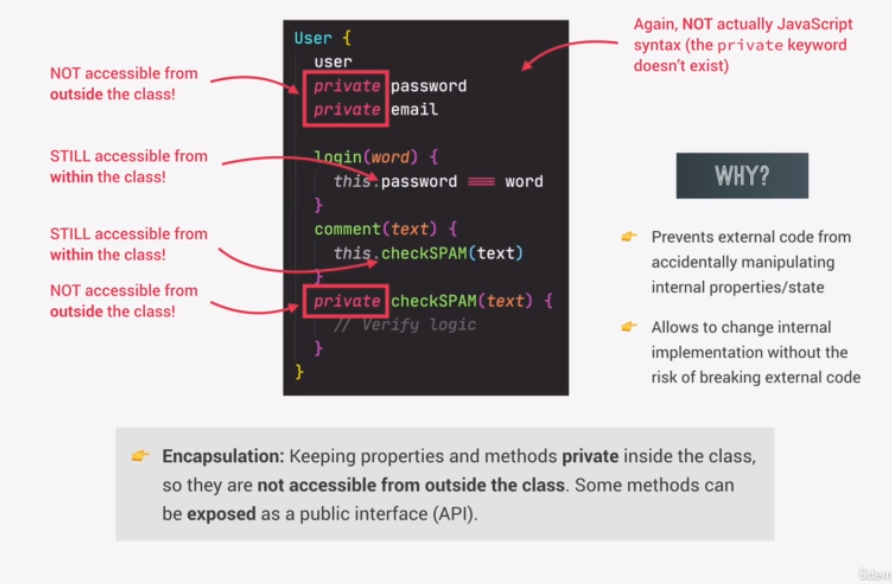 Again, NOT actually JavaScript
syntax (the private keyword
doesn't exist)
NOT accessible from
outside the class!
STILL accessible from
within the class!
STILL accessible from
within the class!
NOT accessible from
outside the class!
User {
user
private password
private email
login(word) {
this.password === word
}
comment(text) {
this.checkSPAM(text)
}
private checkSPAM(text) {
// Verify logic
}
}
WHY?
👉 Prevents external code from
accidentally manipulating
internal properties/state
👉 Allows to change internal
implementation without the
risk of breaking external code
👉 Encapsulation: Keeping properties and methods private inside the class,
so they are not accessible from outside the class. Some methods can
be exposed as a public interface (API).